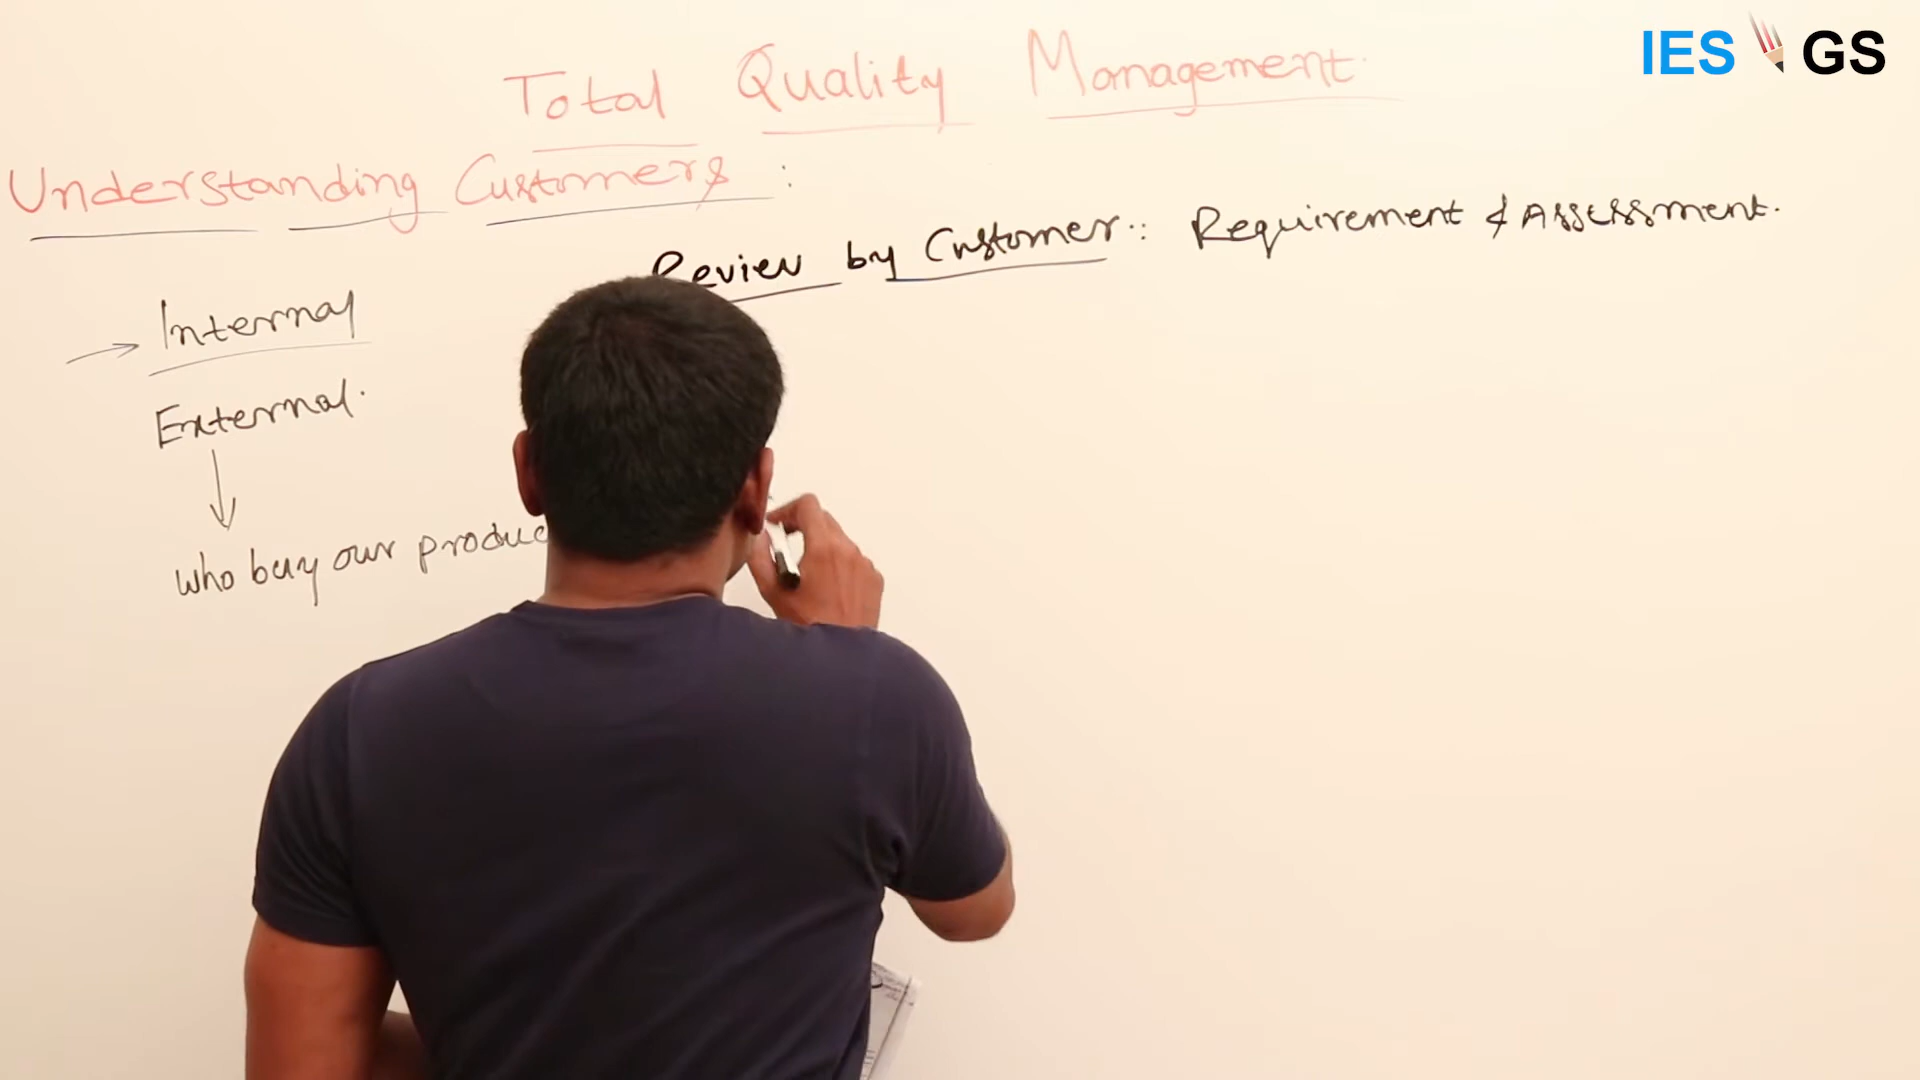 IES GS
Total Quality Management
Understanding Customers :
Review by Customer :: Requirement & Assessment.
→ Internal
External.
who buy our produc